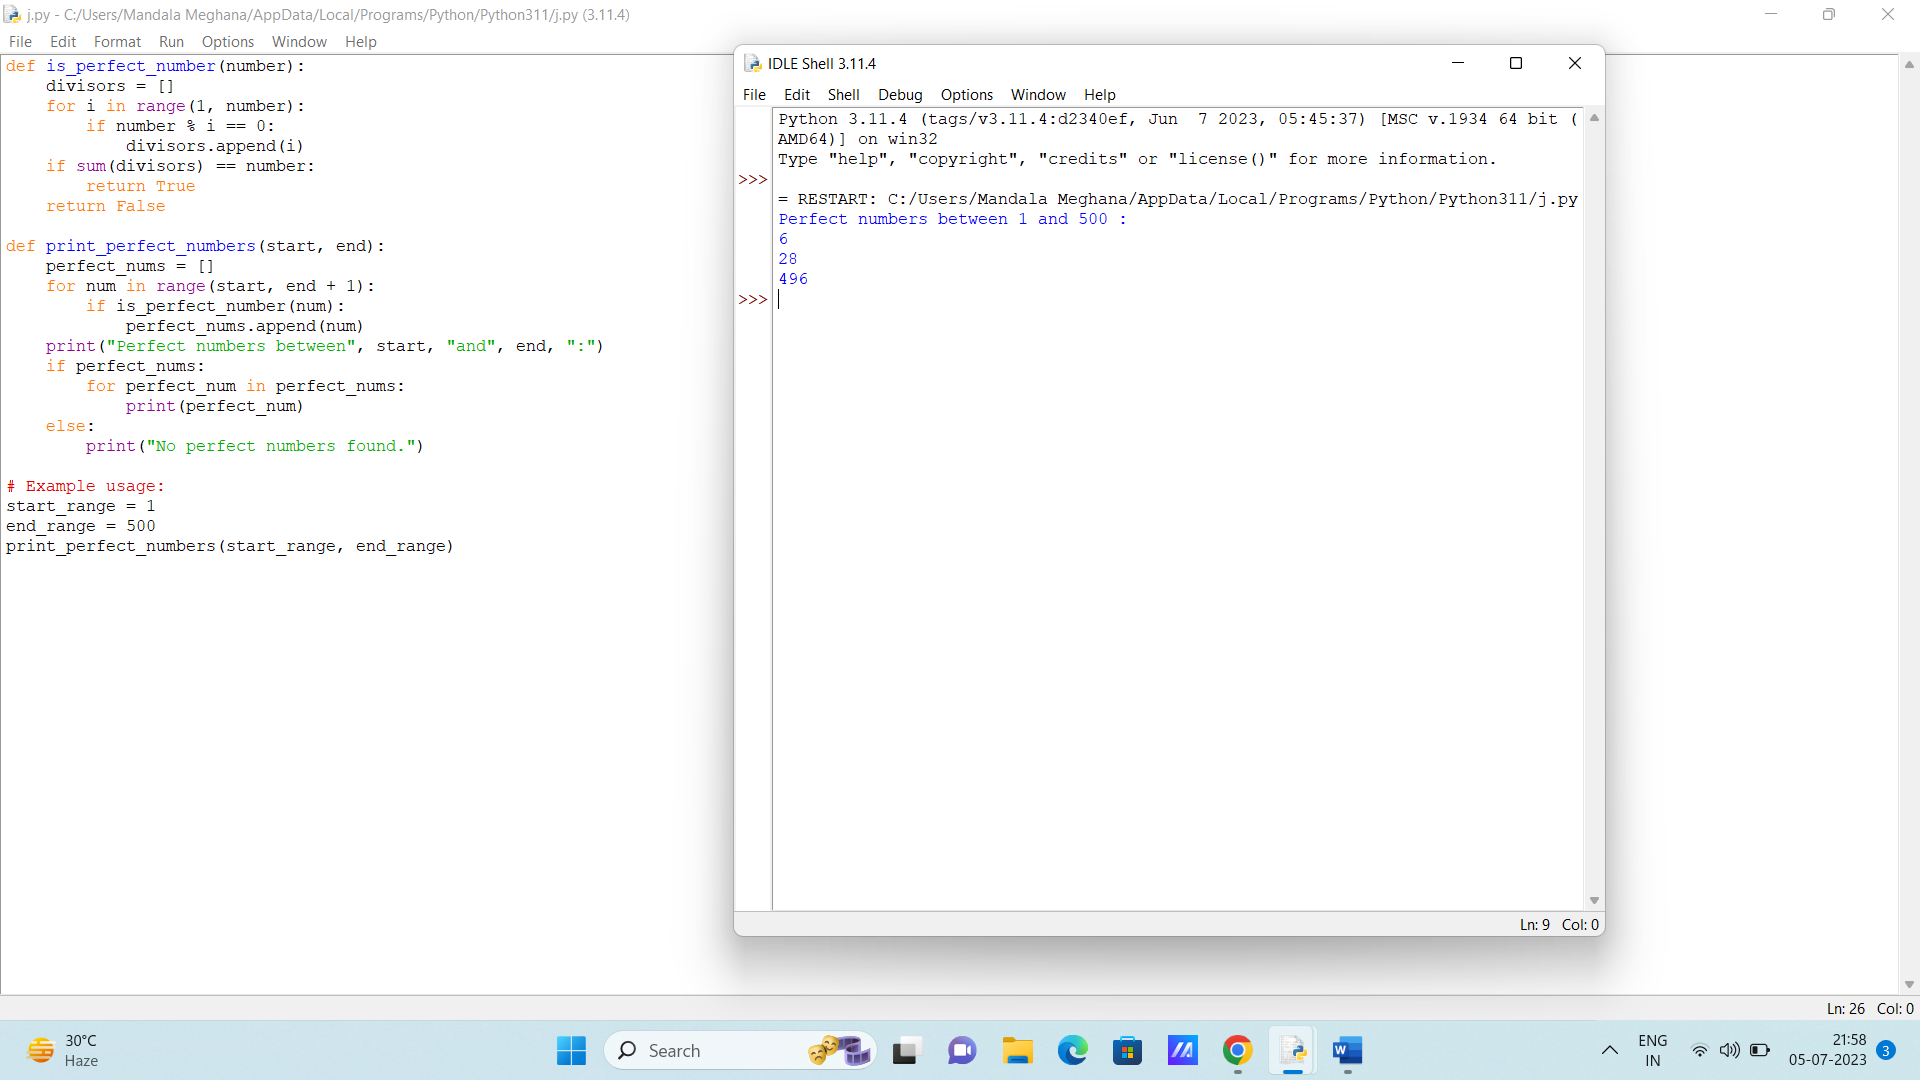 j.py - C:/Users/Mandala Meghana/AppData/Local/Programs/Python/Python311/j.py (3.11.4)
File Edit Format Run Options Window Help
def is_perfect_number(number):
    divisors = []
    for i in range(1, number):
        if number % i == 0:
            divisors.append(i)
    if sum(divisors) == number:
        return True
    return False

def print_perfect_numbers(start, end):
    perfect_nums = []
    for num in range(start, end + 1):
        if is_perfect_number(num):
            perfect_nums.append(num)
    print("Perfect numbers between", start, "and", end, ":")
    if perfect_nums:
        for perfect_num in perfect_nums:
            print(perfect_num)
    else:
        print("No perfect numbers found.")

# Example usage:
start_range = 1
end_range = 500
print_perfect_numbers(start_range, end_range)
IDLE Shell 3.11.4
File Edit Shell Debug Options Window Help
Python 3.11.4 (tags/v3.11.4:d2340ef, Jun  7 2023, 05:45:37) [MSC v.1934 64 bit (
AMD64)] on win32
Type "help", "copyright", "credits" or "license()" for more information.
>>>
= RESTART: C:/Users/Mandala Meghana/AppData/Local/Programs/Python/Python311/j.py
Perfect numbers between 1 and 500 :
6
28
496
>>>
Ln: 9 Col: 0
Ln: 26 Col: 0
30°C
Haze
Search
W
ENG
IN
21:58
05-07-2023
3